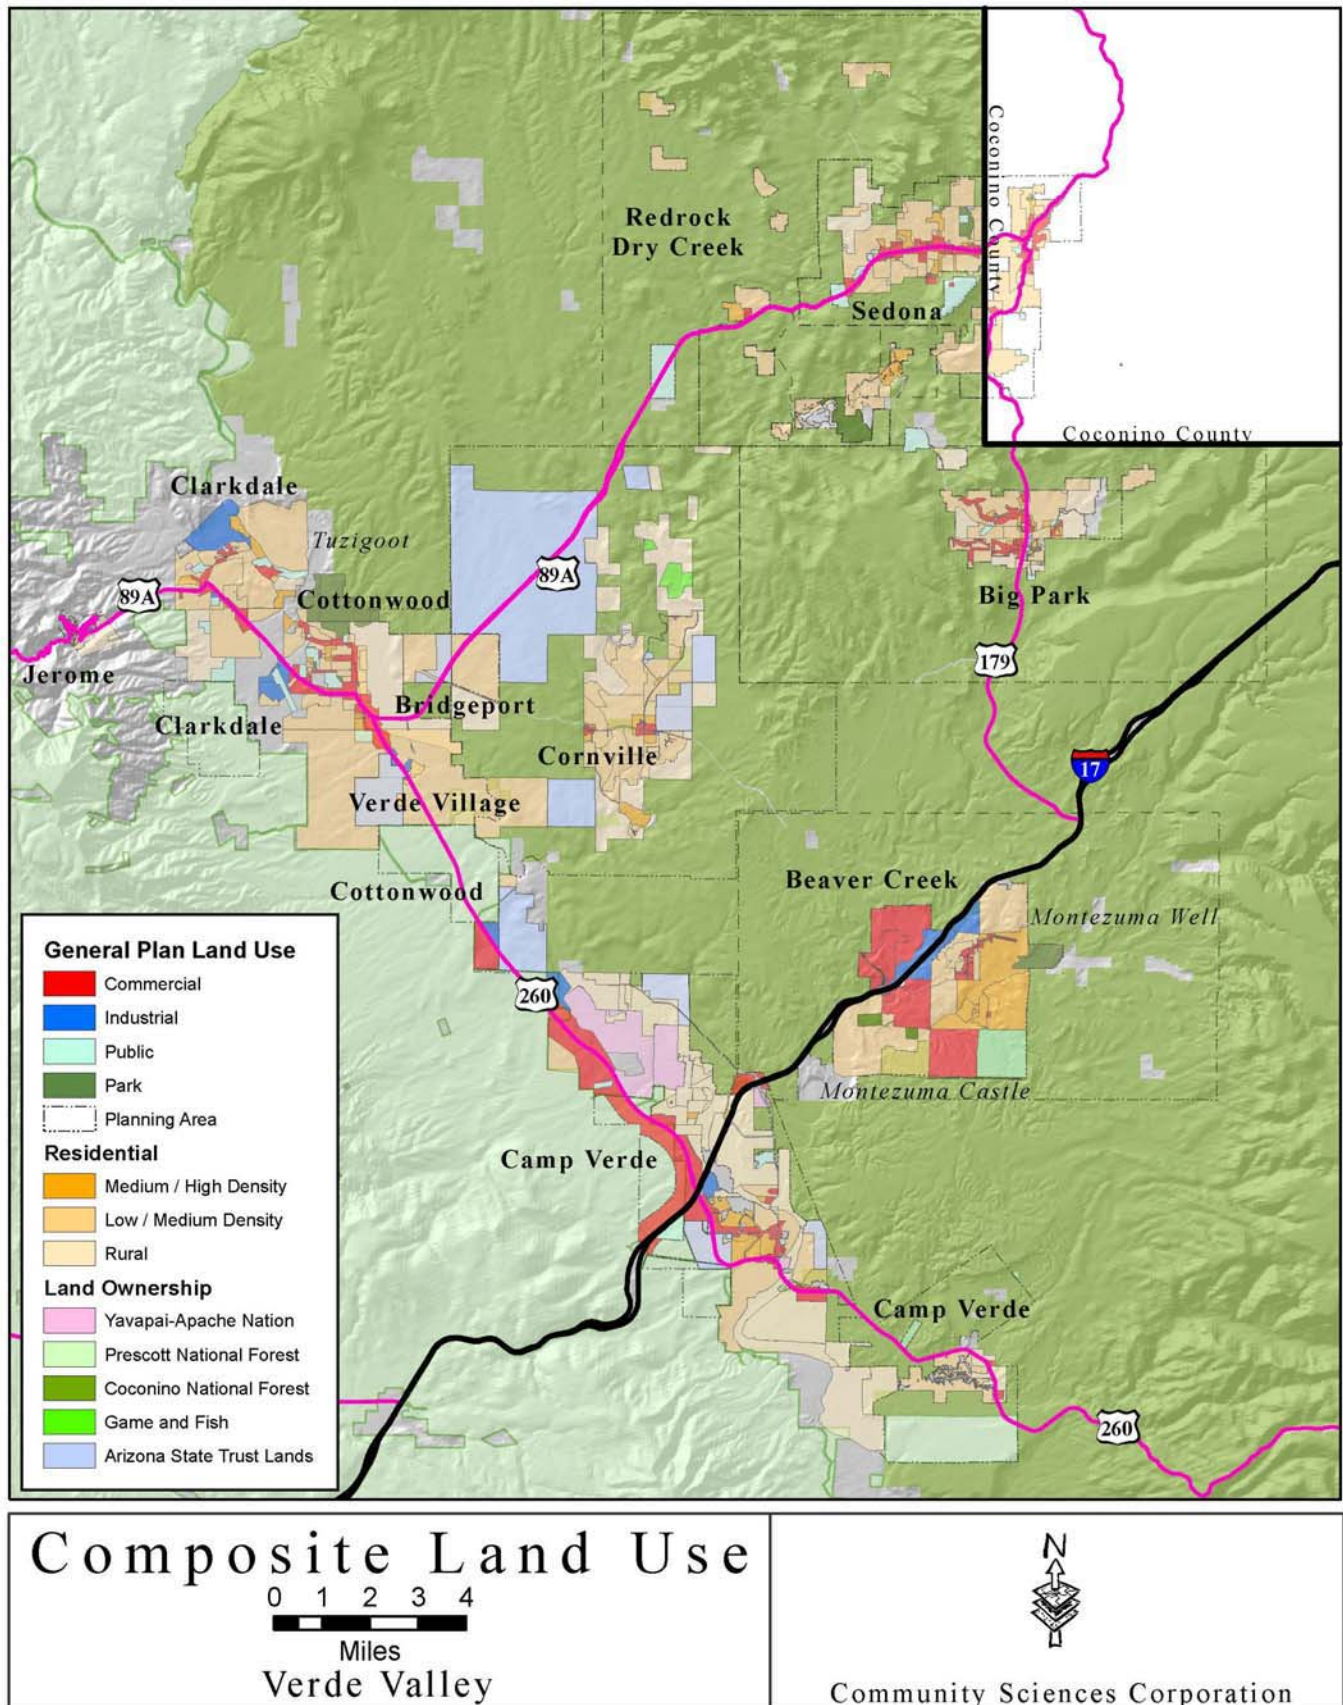 Coconino County
Redrock
Dry Creek
Sedona
Coconino County
Clarkdale
Tuzigoot
89A
89A
Cottonwood
Big Park
Jerome
179
Bridgeport
Clarkdale
Cornville
17
Verde Village
Beaver Creek
Cottonwood
Montezuma Well
260
Montezuma Castle
Camp Verde
Camp Verde
260
General Plan Land Use
Commercial
Industrial
Public
Park
Planning Area
Residential
Medium / High Density
Low / Medium Density
Rural
Land Ownership
Yavapai-Apache Nation
Prescott National Forest
Coconino National Forest
Game and Fish
Arizona State Trust Lands
Composite Land Use
0 1 2 3 4
Miles
Verde Valley
N
Community Sciences Corporation